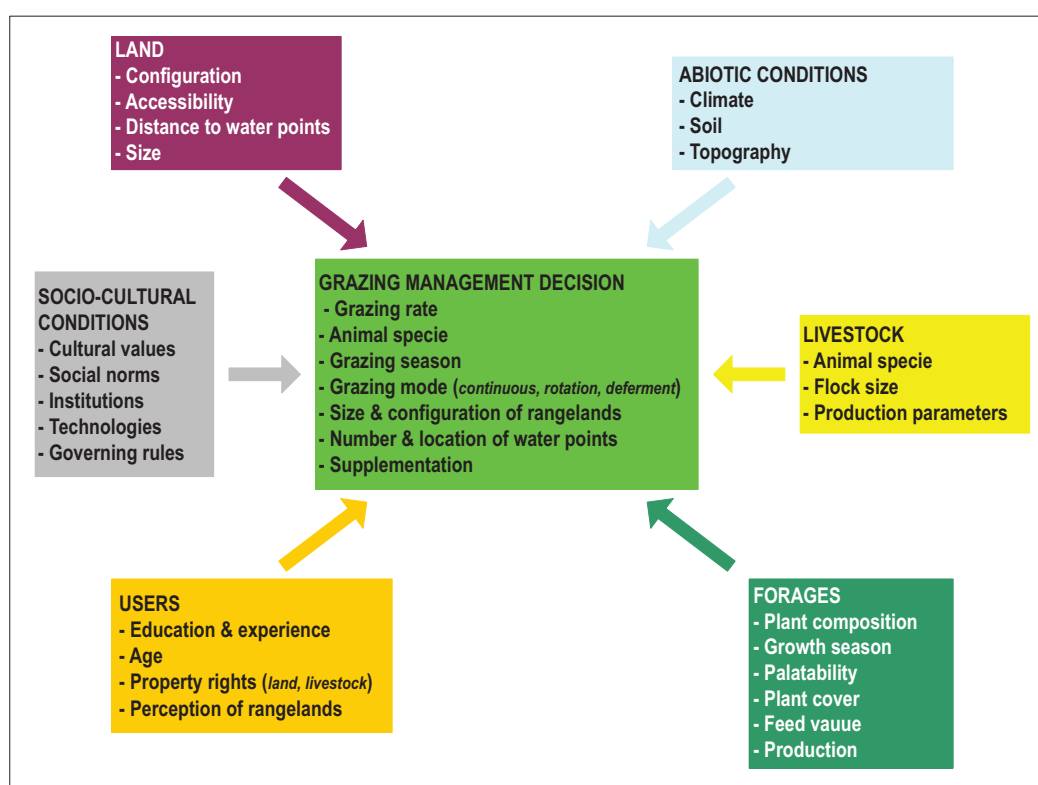 LAND
- Configuration
- Accessibility
- Distance to water points
- Size
ABIOTIC CONDITIONS
- Climate
- Soil
- Topography
SOCIO-CULTURAL
CONDITIONS
- Cultural values
- Social norms
- Institutions
- Technologies
- Governing rules
GRAZING MANAGEMENT DECISION
- Grazing rate
- Animal specie
- Grazing season
- Grazing mode (continuous, rotation, deferment)
- Size & configuration of rangelands
- Number & location of water points
- Supplementation
LIVESTOCK
- Animal specie
- Flock size
- Production parameters
USERS
- Education & experience
- Age
- Property rights (land, livestock)
- Perception of rangelands
FORAGES
- Plant composition
- Growth season
- Palatability
- Plant cover
- Feed vauue
- Production